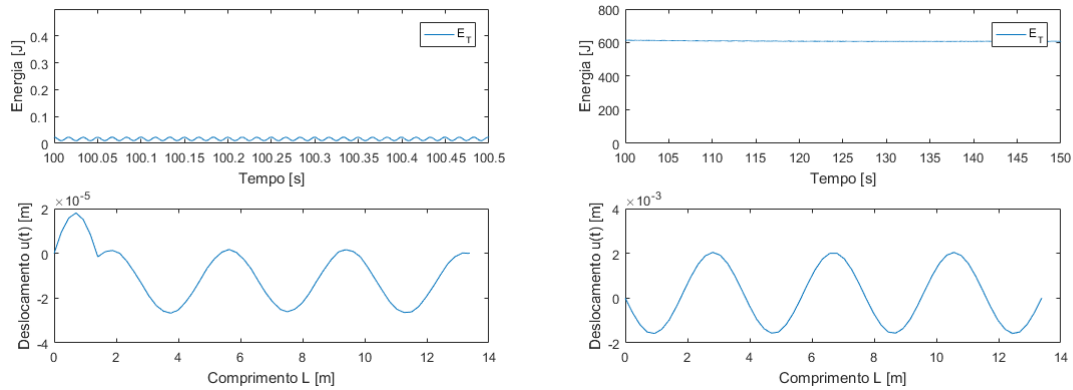 0.5
0.4
0.3
0.2
0.1
0
Energia [J]
E_T
100 100.05 100.1 100.15 100.2 100.25 100.3 100.35 100.4 100.45 100.5
Tempo [s]
800
600
400
200
0
Energia [J]
E_T
100 105 110 115 120 125 130 135 140 145 150
Tempo [s]
×10^-5
2
0
-2
-4
Deslocamento u(t) [m]
0 2 4 6 8 10 12 14
Comprimento L [m]
×10^-3
4
2
0
-2
Deslocamento u(t) [m]
0 2 4 6 8 10 12 14
Comprimento L [m]